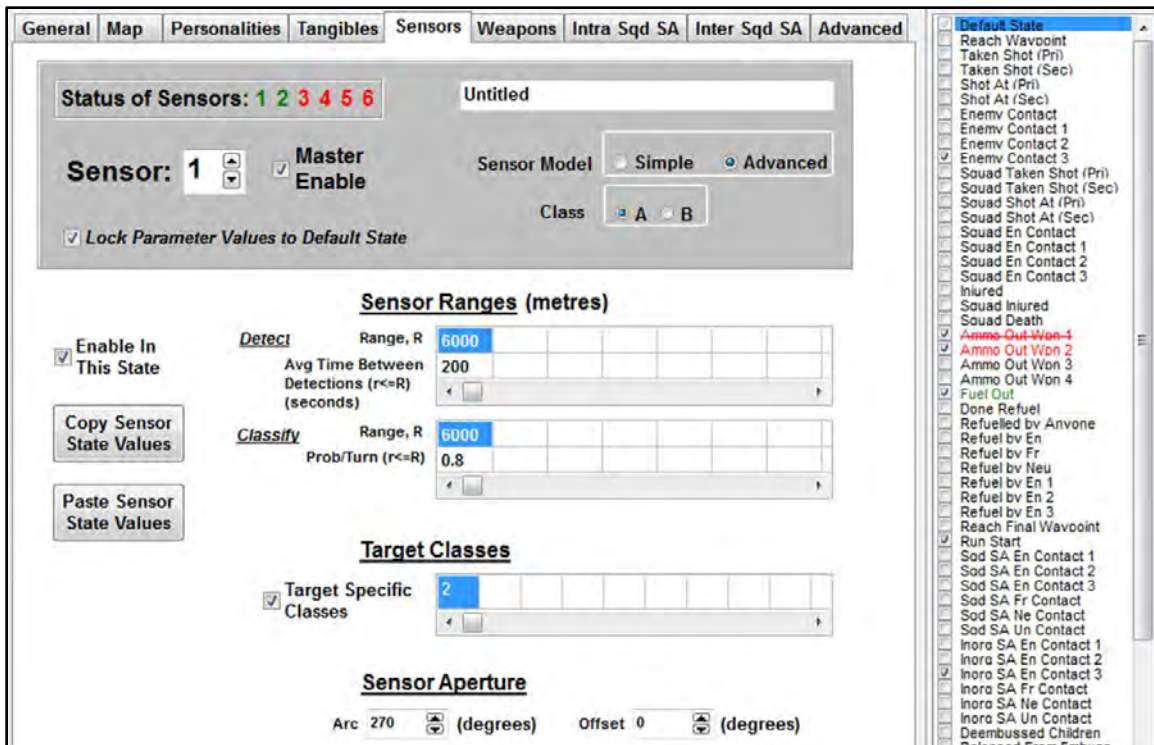 General Map Personalities Tangibles Sensors Weapons Intra Sqd SA Inter Sqd SA Advanced
Status of Sensors: 1 2 3 4 5 6
Untitled
Sensor: 1
Master Enable
Sensor Model Simple Advanced
Class A B
Lock Parameter Values to Default State
Sensor Ranges (metres)
Enable In This State
Detect Range, R 6000
Avg Time Between Detections (r<=R) (seconds) 200
Copy Sensor State Values
Classify Range, R 6000
Prob/Turn (r<=R) 0.8
Paste Sensor State Values
Target Classes
Target Specific Classes 2
Sensor Aperture
Arc 270 (degrees) Offset 0 (degrees)
Default State
Reach Waypoint
Taken Shot (Pri)
Taken Shot (Sec)
Shot At (Pri)
Shot At (Sec)
Enemy Contact
Enemy Contact 1
Enemy Contact 2
Enemy Contact 3
Squad Taken Shot (Pri)
Squad Taken Shot (Sec)
Squad Shot At (Pri)
Squad Shot At (Sec)
Squad En Contact
Squad En Contact 1
Squad En Contact 2
Squad En Contact 3
Injured
Squad Injured
Squad Death
Ammo Out Wpn 1
Ammo Out Wpn 2
Ammo Out Wpn 3
Ammo Out Wpn 4
Fuel Out
Done Refuel
Refuelled by Anyone
Refuel by En
Refuel by Fr
Refuel by Neu
Refuel by En 1
Refuel by En 2
Refuel by En 3
Reach Final Waypoint
Run Start
Sqd SA En Contact 1
Sqd SA En Contact 2
Sqd SA En Contact 3
Sqd SA Fr Contact
Sqd SA Ne Contact
Sqd SA Un Contact
Inorg SA En Contact 1
Inorg SA En Contact 2
Inorg SA En Contact 3
Inorg SA Fr Contact
Inorg SA Ne Contact
Inorg SA Un Contact
Deembussed Children